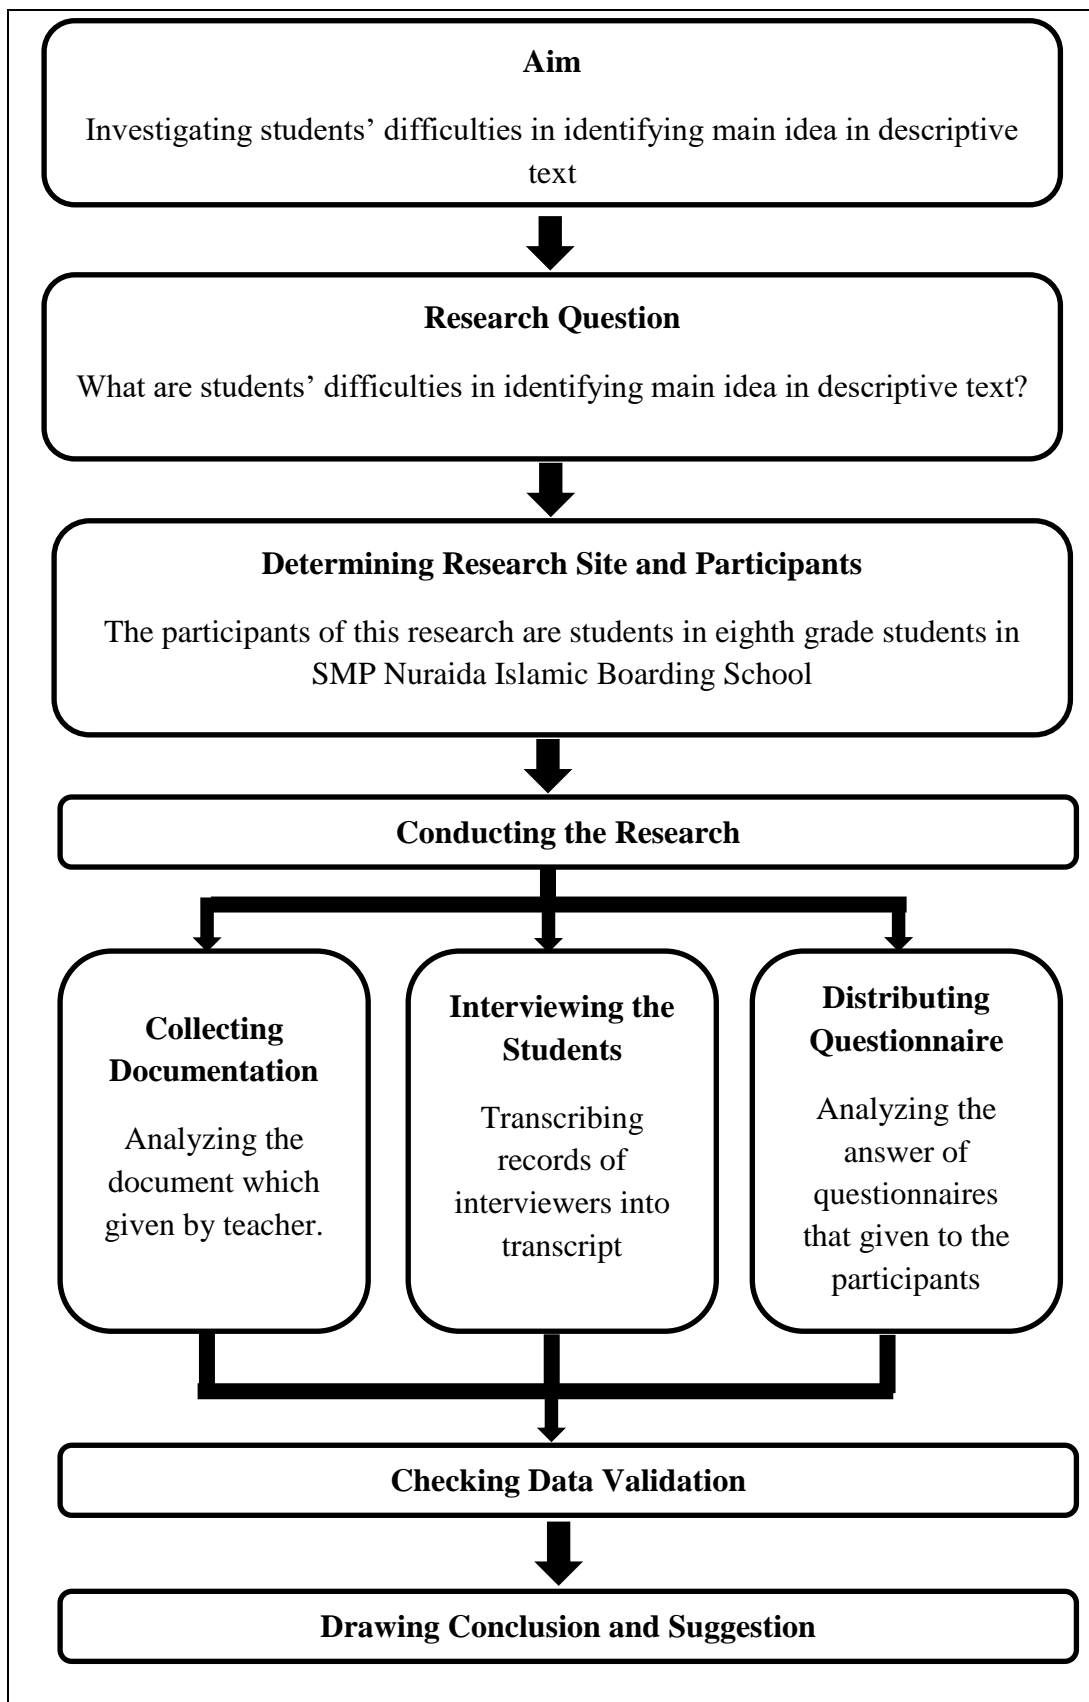 Aim
Investigating students’ difficulties in identifying main idea in descriptive
text
Research Question
What are students’ difficulties in identifying main idea in descriptive text?
Determining Research Site and Participants
The participants of this research are students in eighth grade students in
SMP Nuraida Islamic Boarding School
Conducting the Research
Collecting
Documentation
Analyzing the
document which
given by teacher.
Interviewing the
Students
Transcribing
records of
interviewers into
transcript
Distributing
Questionnaire
Analyzing the
answer of
questionnaires
that given to the
participants
Checking Data Validation
Drawing Conclusion and Suggestion